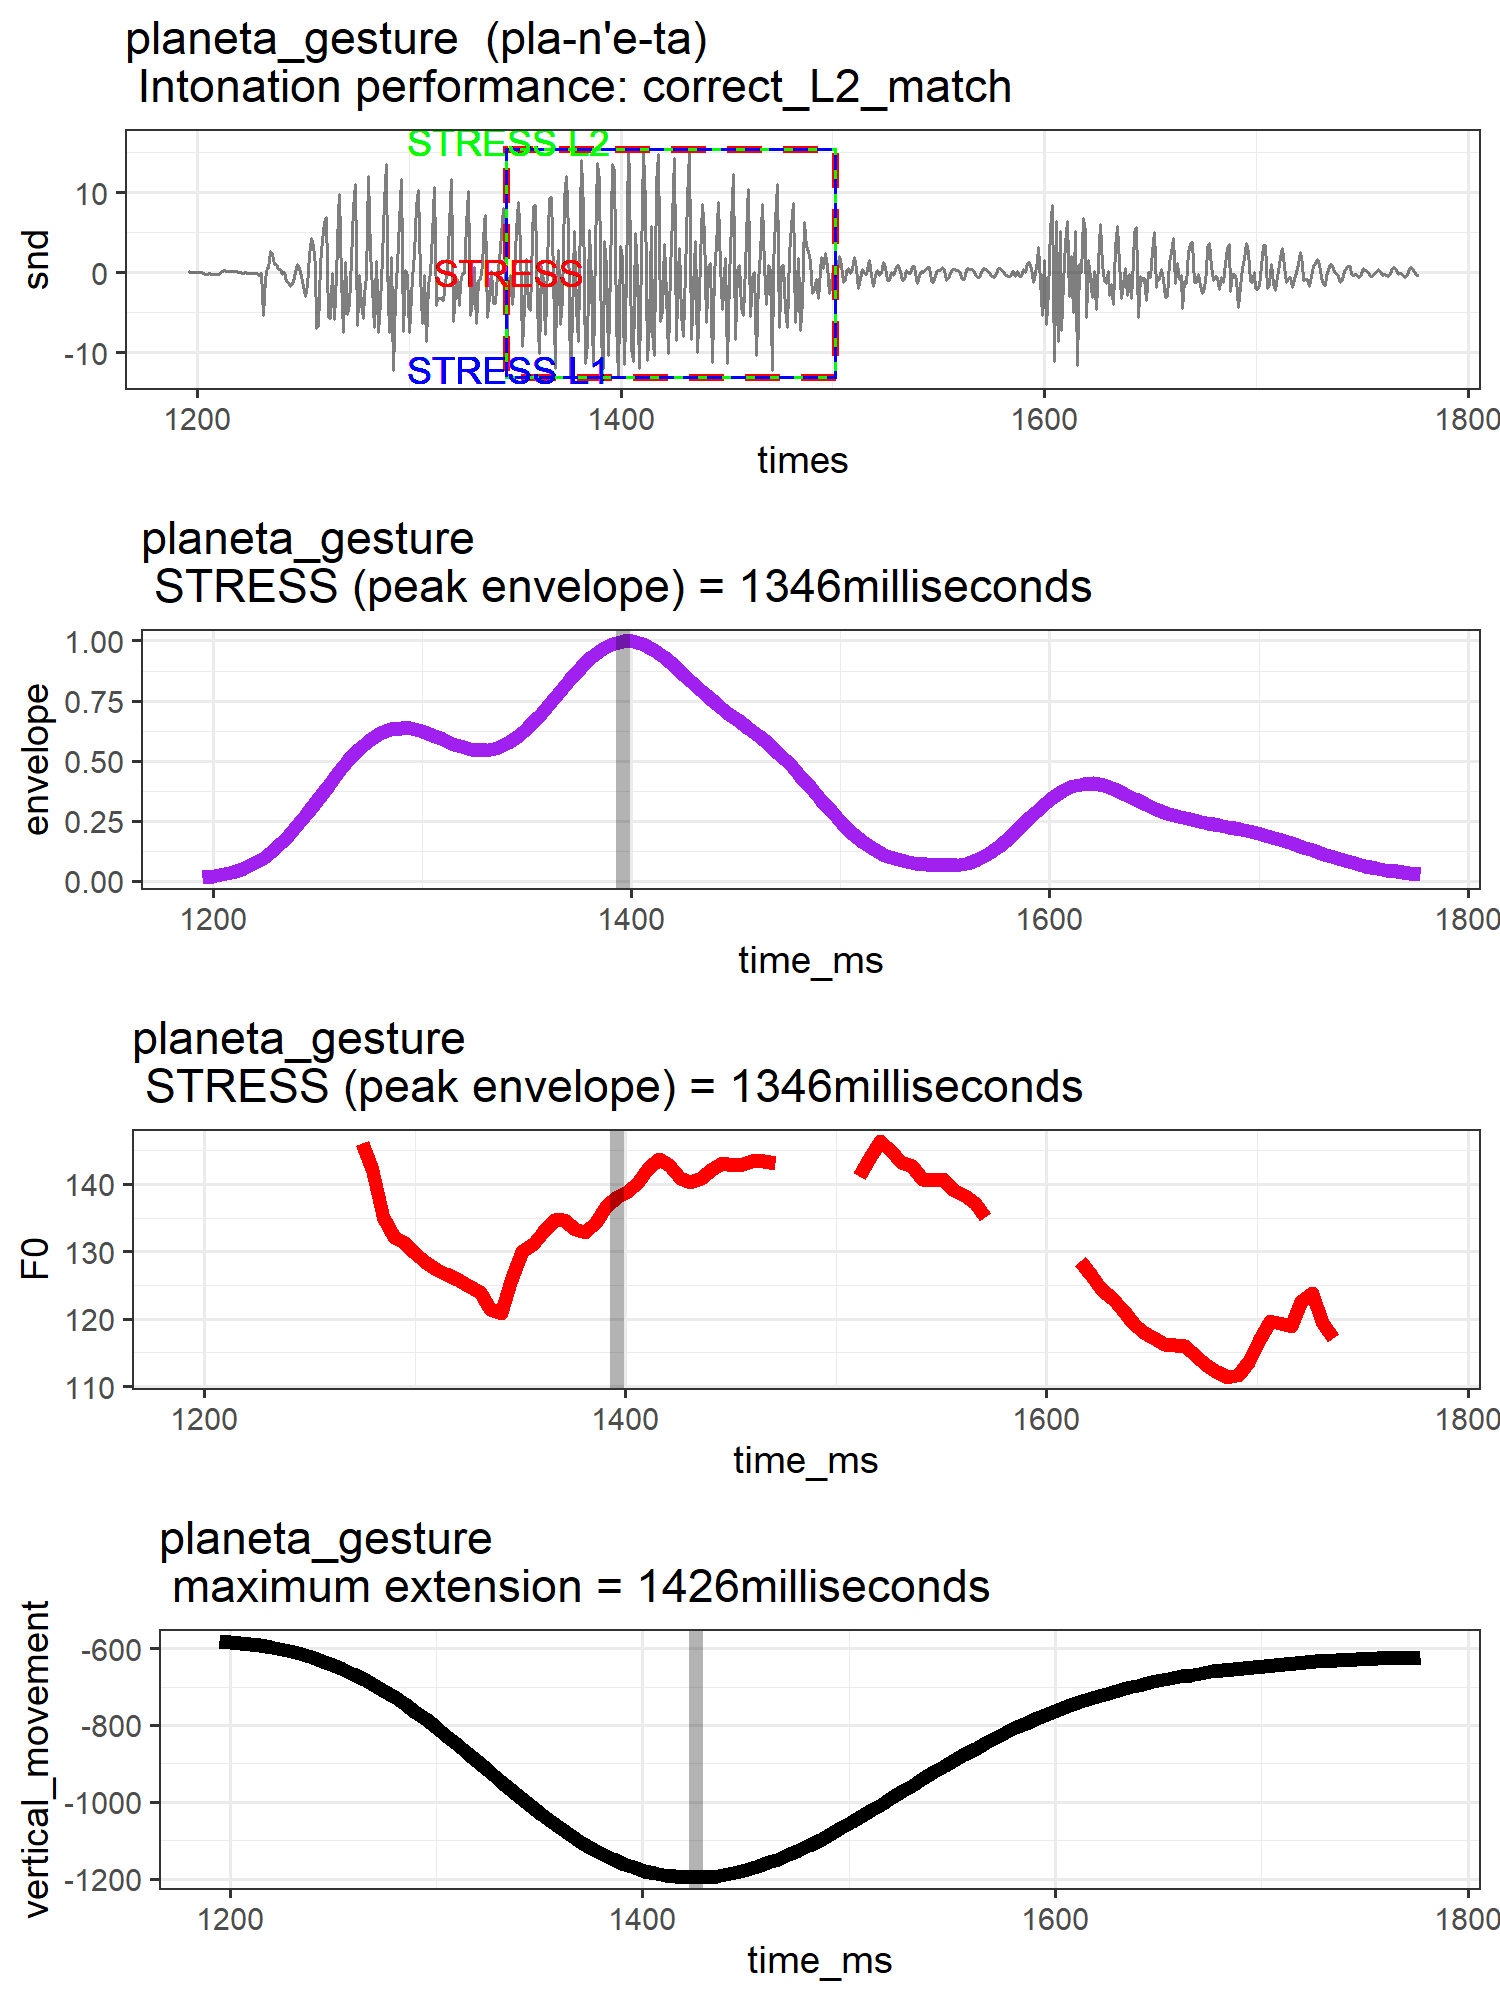 planeta_gesture (pla-n'e-ta)
Intonation performance: correct_L2_match
STRESS L2
STRESS
STRESS L1
snd
10
0
-10
1200 1400 1600 1800
times
planeta_gesture
STRESS (peak envelope) = 1346milliseconds
envelope
1.00
0.75
0.50
0.25
0.00
1200 1400 1600 1800
time_ms
planeta_gesture
STRESS (peak envelope) = 1346milliseconds
F0
140
130
120
110
1200 1400 1600 1800
time_ms
planeta_gesture
maximum extension = 1426milliseconds
vertical_movement
-600
-800
-1000
-1200
1200 1400 1600 1800
time_ms